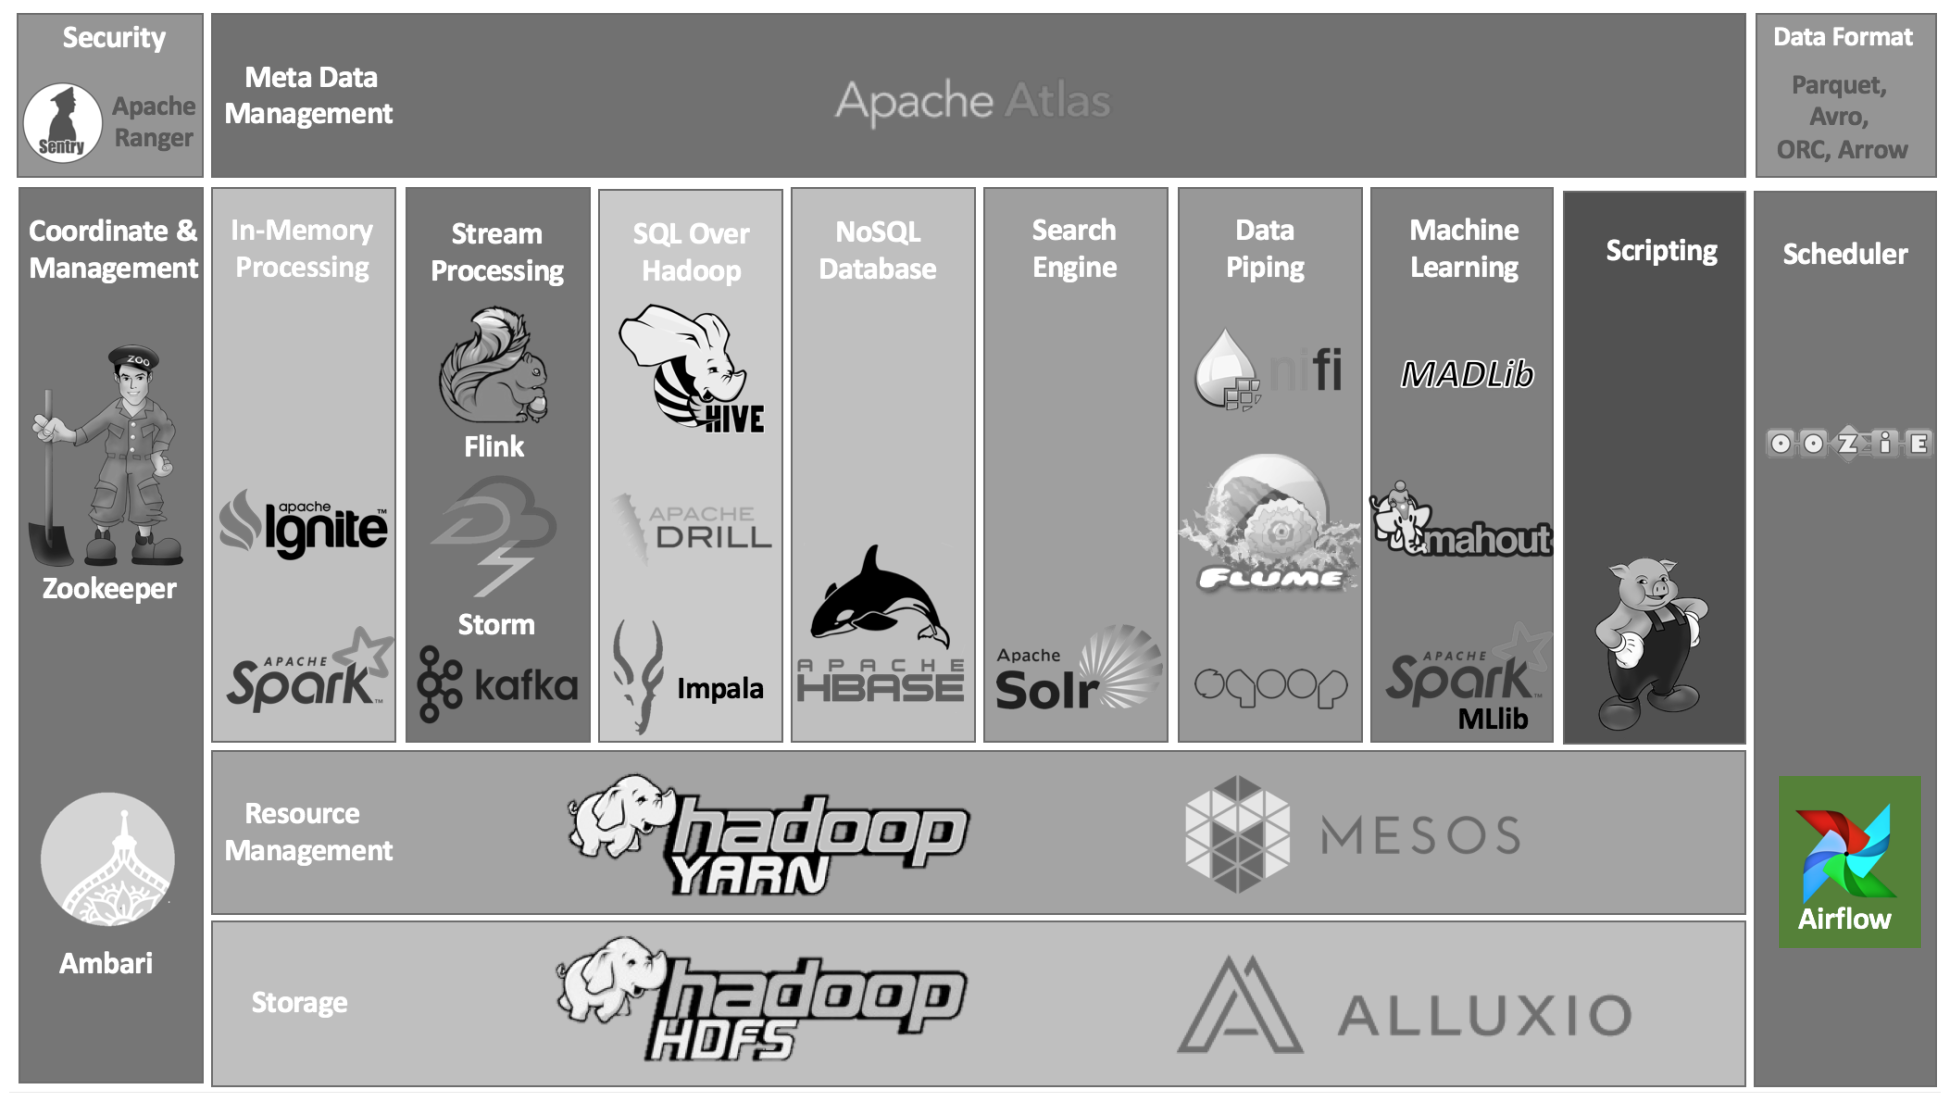 Security
Sentry
Apache
Ranger
Meta Data
Management
Apache Atlas
Data Format
Parquet,
Avro,
ORC, Arrow
Coordinate &
Management
ZOO
Zookeeper
Ambari
In-Memory
Processing
apache
Ignite™
APACHE
Spark™
Stream
Processing
Flink
Storm
kafka
SQL Over
Hadoop
HIVE
APACHE
DRILL
Impala
NoSQL
Database
APACHE
HBASE
Search
Engine
Apache
Solr
Data
Piping
nifi
FLUME
sqoop
Machine
Learning
MADLib
mahout
APACHE
Spark™
MLlib
Scripting
Scheduler
OOZiE
Airflow
Resource
Management
hadoop
YARN
MESOS
Storage
hadoop
HDFS
ALLUXIO